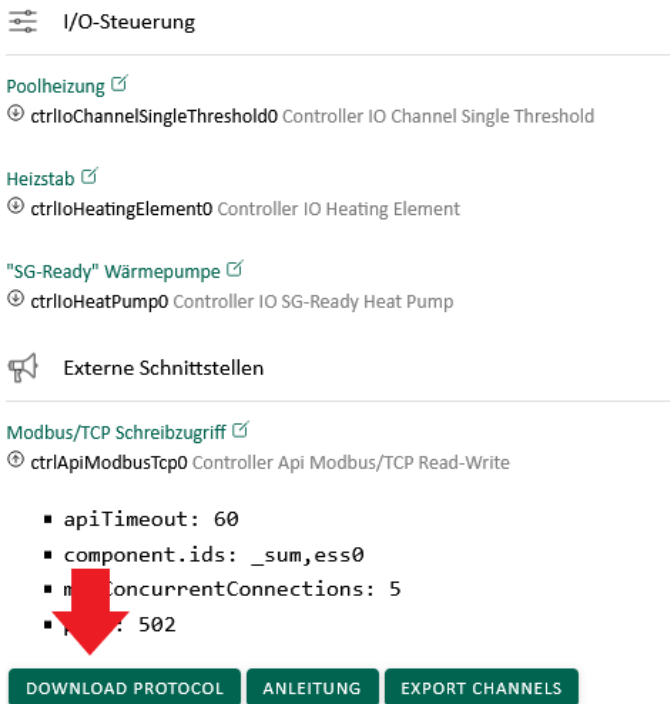 I/O-Steuerung
Poolheizung
ctrlIoChannelSingleThreshold0 Controller IO Channel Single Threshold
Heizstab
ctrlIoHeatingElement0 Controller IO Heating Element
"SG-Ready" Wärmepumpe
ctrlIoHeatPump0 Controller IO SG-Ready Heat Pump
Externe Schnittstellen
Modbus/TCP Schreibzugriff
ctrlApiModbusTcp0 Controller Api Modbus/TCP Read-Write
▪ apiTimeout: 60
▪ component.ids: _sum,ess0
▪ ConcurrentConnections: 5
▪ : 502
DOWNLOAD PROTOCOL ANLEITUNG EXPORT CHANNELS